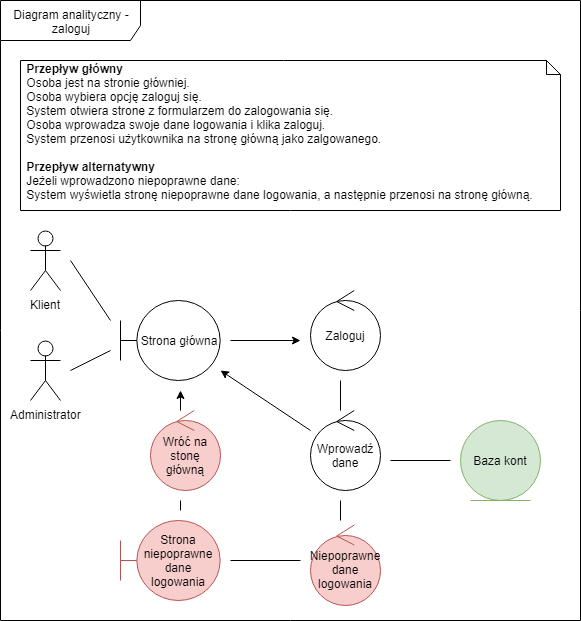 Diagram analityczny -
zaloguj
Przepływ główny
Osoba jest na stronie główniej.
Osoba wybiera opcję zaloguj się.
System otwiera strone z formularzem do zalogowania się.
Osoba wprowadza swoje dane logowania i klika zaloguj.
System przenosi użytkownika na stronę główną jako zalgowanego.
Przepływ alternatywny
Jeżeli wprowadzono niepoprawne dane:
System wyświetla stronę niepoprawne dane logowania, a następnie przenosi na stronę główną.
Klient
Administrator
Strona główna
Zaloguj
Wróć na
stonę
główną
Wprowadź
dane
Baza kont
Strona
niepoprawne
dane
logowania
Niepoprawne
dane
logowania